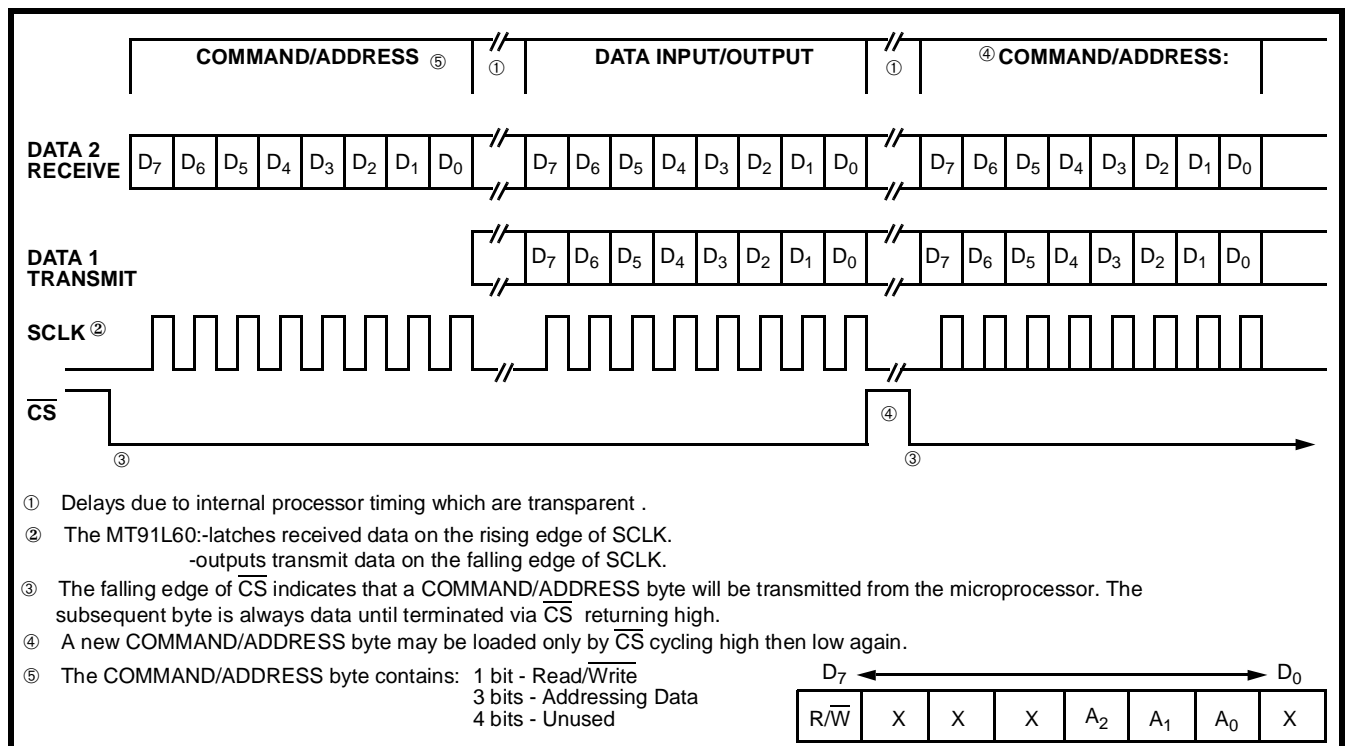 COMMAND/ADDRESS ⑤ ① DATA INPUT/OUTPUT ① ④ COMMAND/ADDRESS:
DATA 2
RECEIVE
D7 D6 D5 D4 D3 D2 D1 D0 D7 D6 D5 D4 D3 D2 D1 D0 D7 D6 D5 D4 D3 D2 D1 D0
DATA 1
TRANSMIT
D7 D6 D5 D4 D3 D2 D1 D0 D7 D6 D5 D4 D3 D2 D1 D0
SCLK ②
CS ④
③ ③
① Delays due to internal processor timing which are transparent .
② The MT91L60:-latches received data on the rising edge of SCLK.
-outputs transmit data on the falling edge of SCLK.
③ The falling edge of CS indicates that a COMMAND/ADDRESS byte will be transmitted from the microprocessor. The
subsequent byte is always data until terminated via CS returning high.
④ A new COMMAND/ADDRESS byte may be loaded only by CS cycling high then low again.
⑤ The COMMAND/ADDRESS byte contains: 1 bit - Read/Write
3 bits - Addressing Data
4 bits - Unused
D7 D0
R/W X X X A2 A1 A0 X